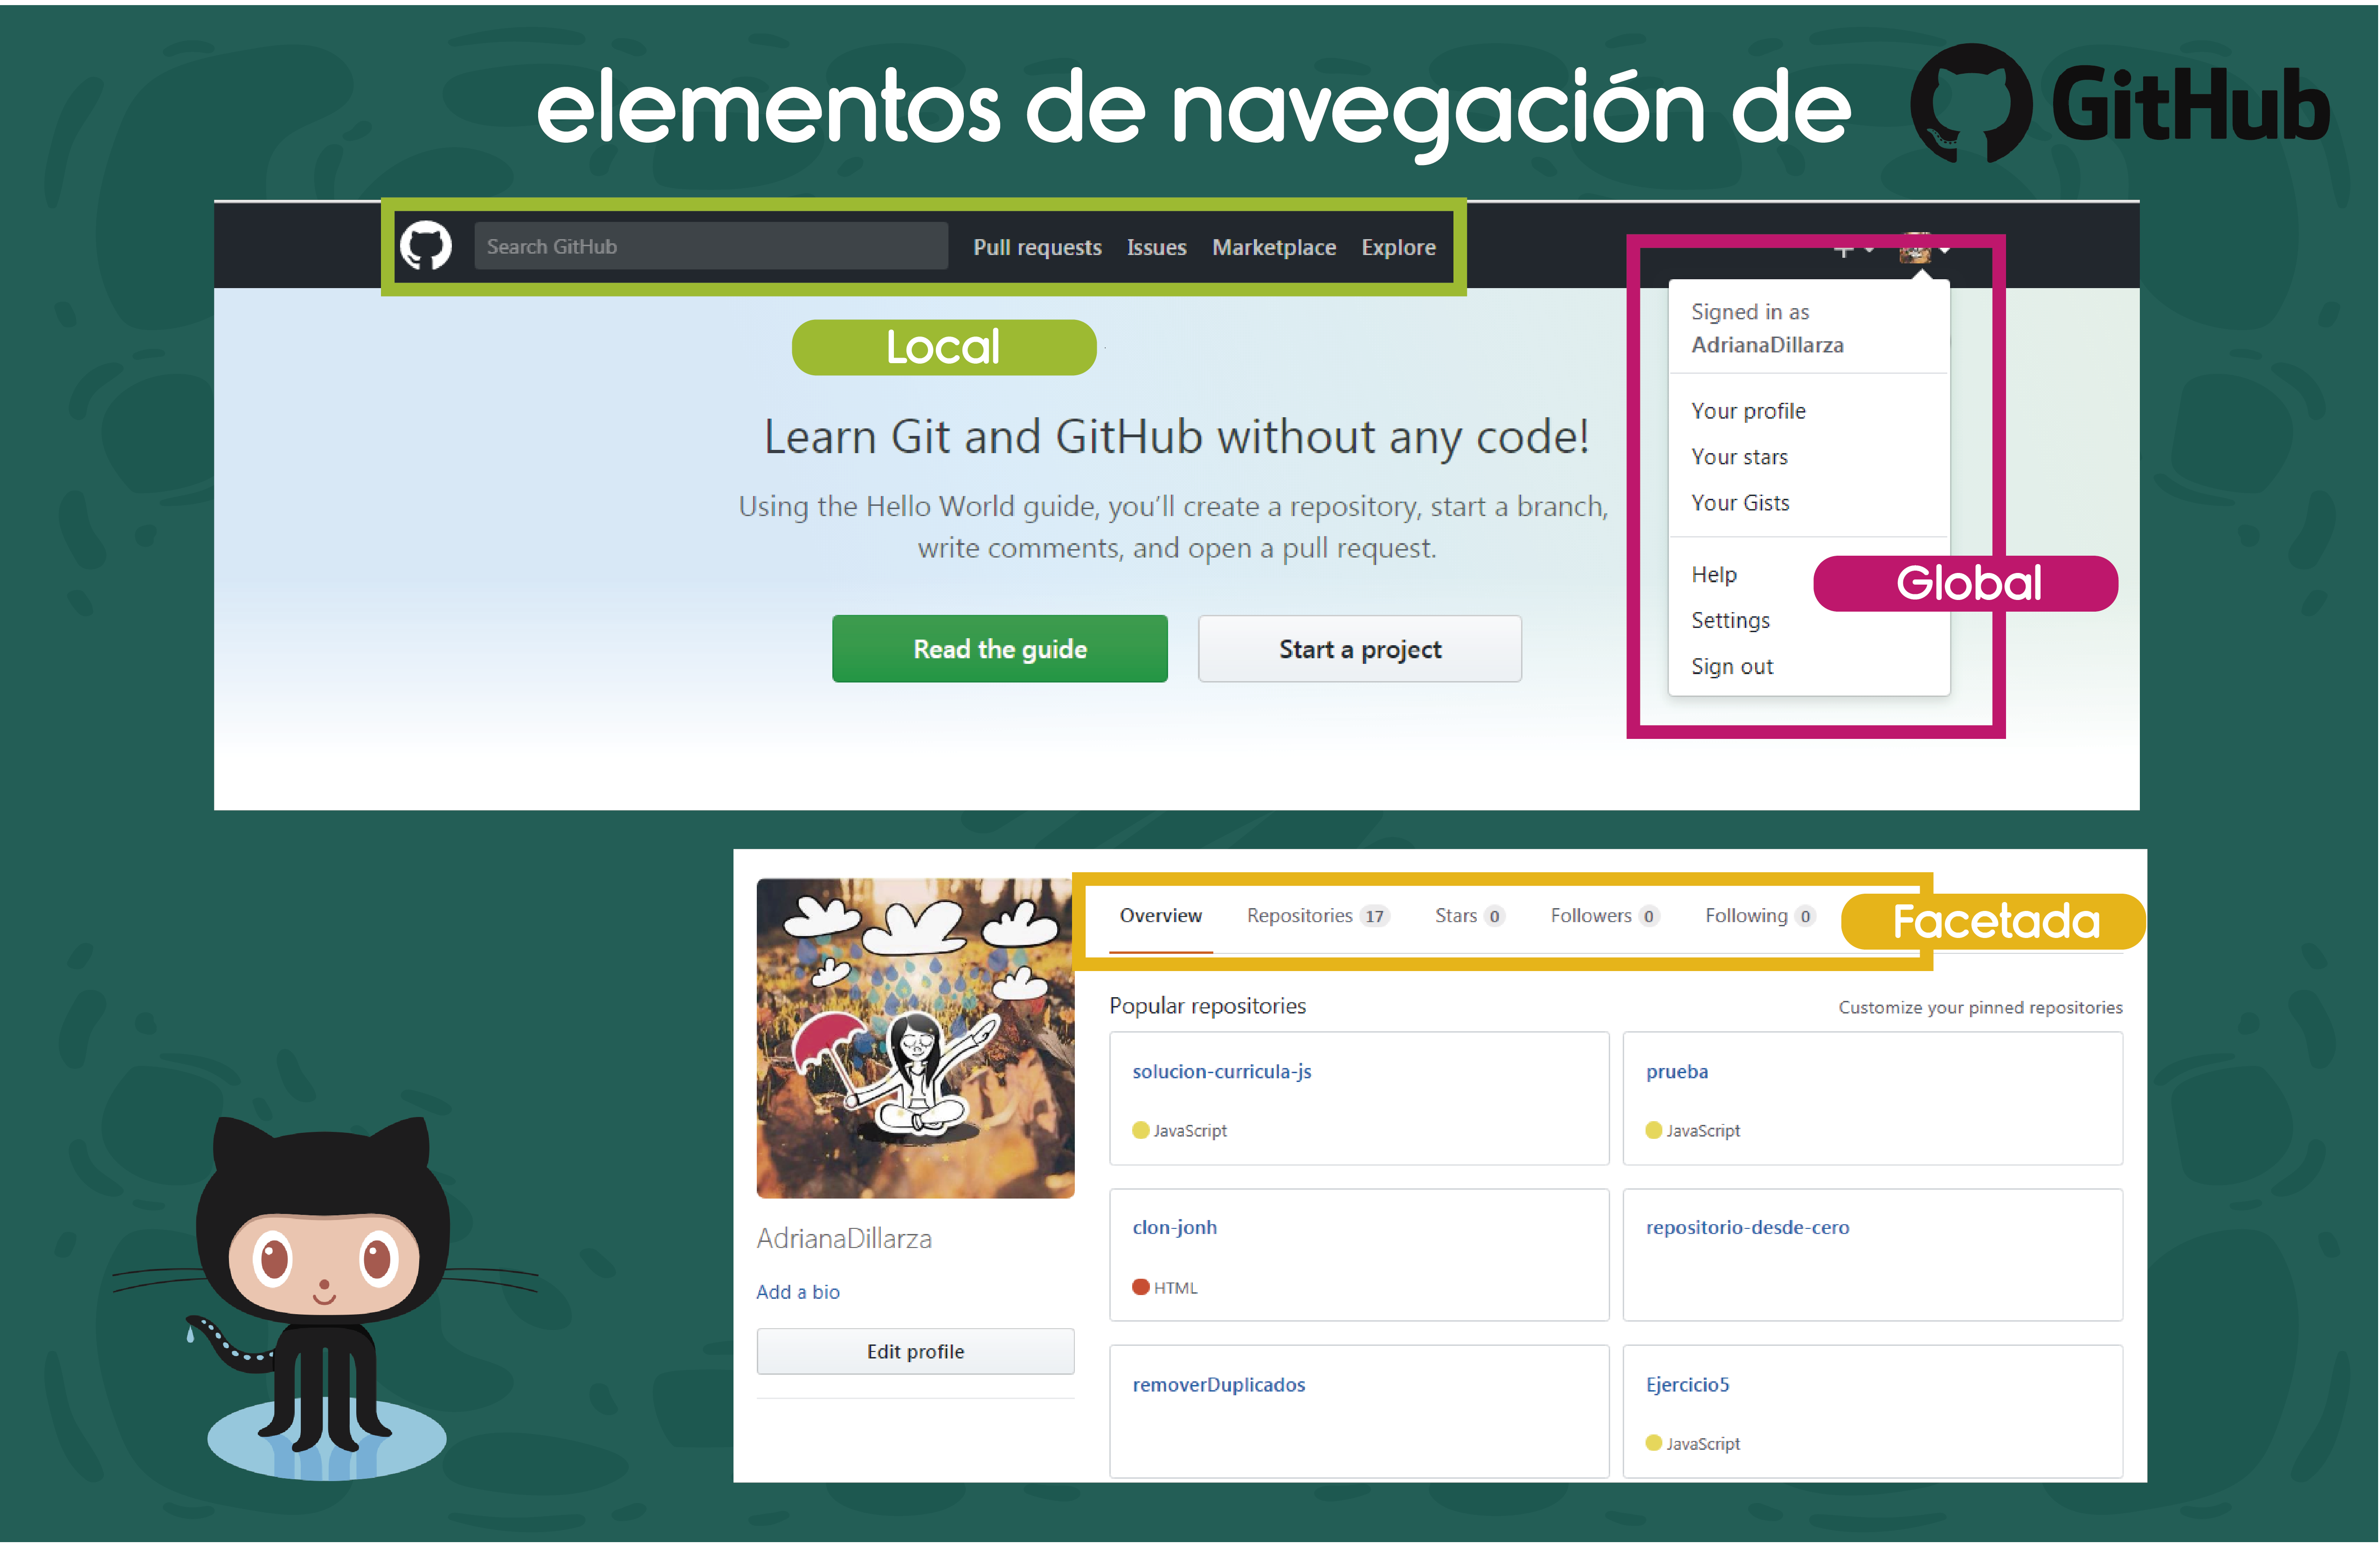 elementos de navegación de GitHub
Search GitHub
Pull requests Issues Marketplace Explore
Local
Learn Git and GitHub without any code!
Using the Hello World guide, you'll create a repository, start a branch,
write comments, and open a pull request.
Read the guide
Start a project
Signed in as
AdrianaDillarza
Your profile
Your stars
Your Gists
Help
Settings
Sign out
Global
Overview Repositories 17 Stars 0 Followers 0 Following 0
Facetada
Popular repositories
Customize your pinned repositories
solucion-curricula-js
JavaScript
prueba
JavaScript
clon-jonh
HTML
repositorio-desde-cero
removerDuplicados
Ejercicio5
JavaScript
AdrianaDillarza
Add a bio
Edit profile